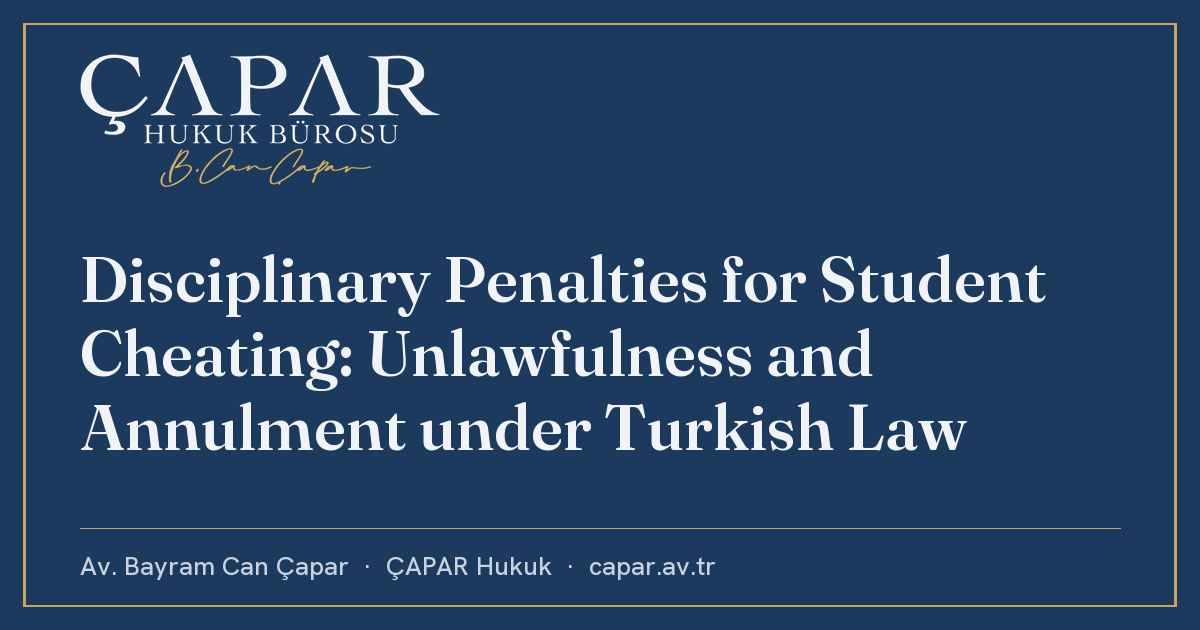 ÇAPAR
HUKUK BÜROSU
B.Can Çapar
Disciplinary Penalties for Student
Cheating: Unlawfulness and
Annulment under Turkish Law
Av. Bayram Can Çapar · ÇAPAR Hukuk · capar.av.tr